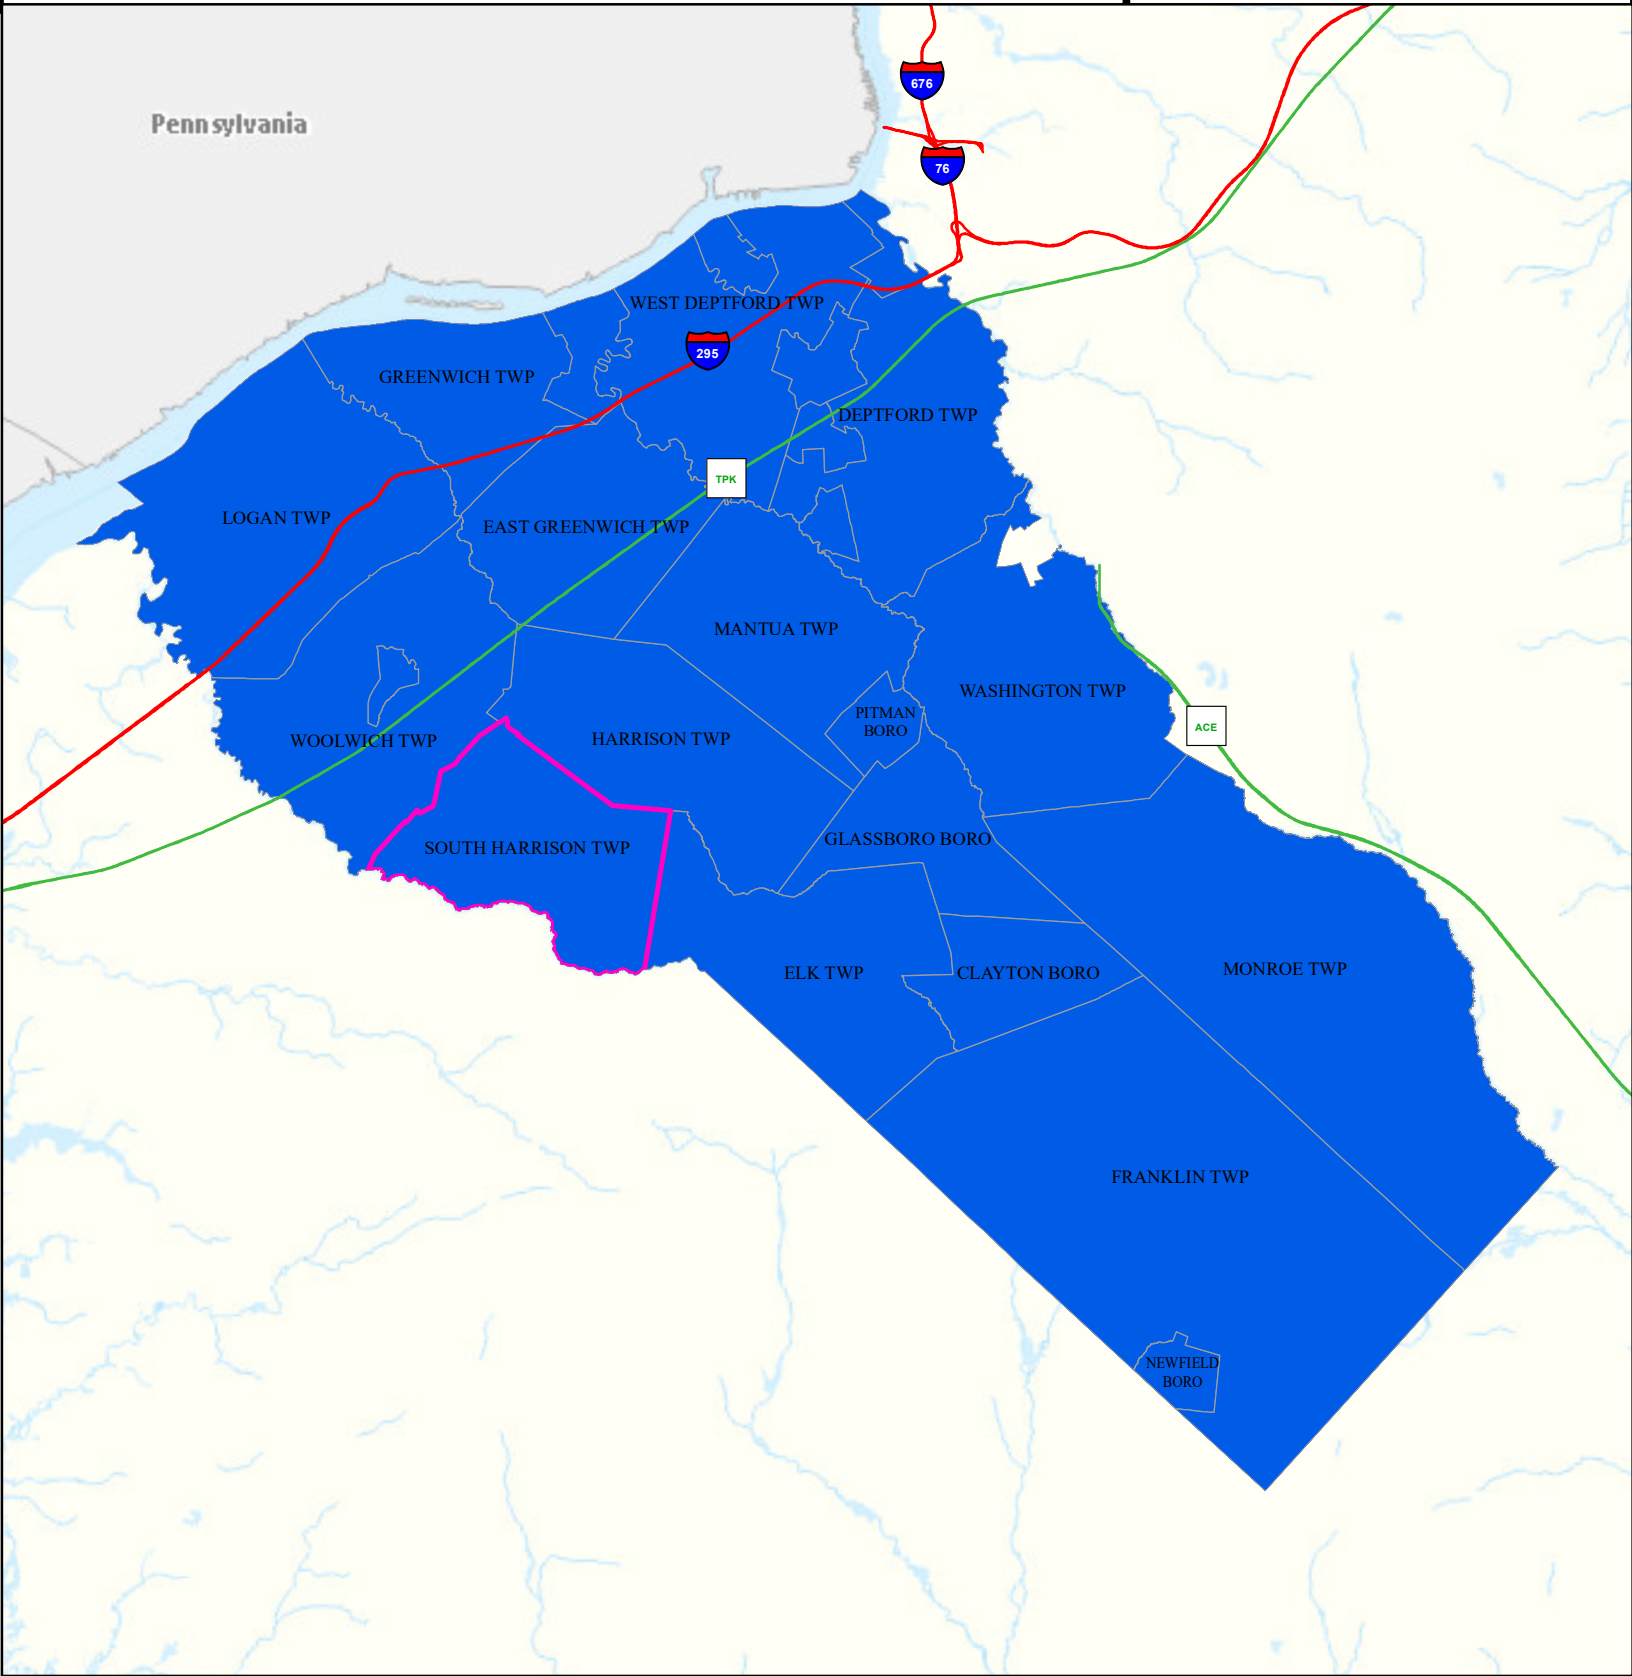 676
Pennsylvania
76
WEST DEPTFORD TWP
295
GREENWICH TWP
DEPTFORD TWP
TPK
LOGAN TWP
EAST GREENWICH TWP
MANTUA TWP
WASHINGTON TWP
PITMAN
BORO
ACE
WOOLWICH TWP
HARRISON TWP
GLASSBORO BORO
SOUTH HARRISON TWP
ELK TWP
CLAYTON BORO
MONROE TWP
FRANKLIN TWP
NEWFIELD
BORO